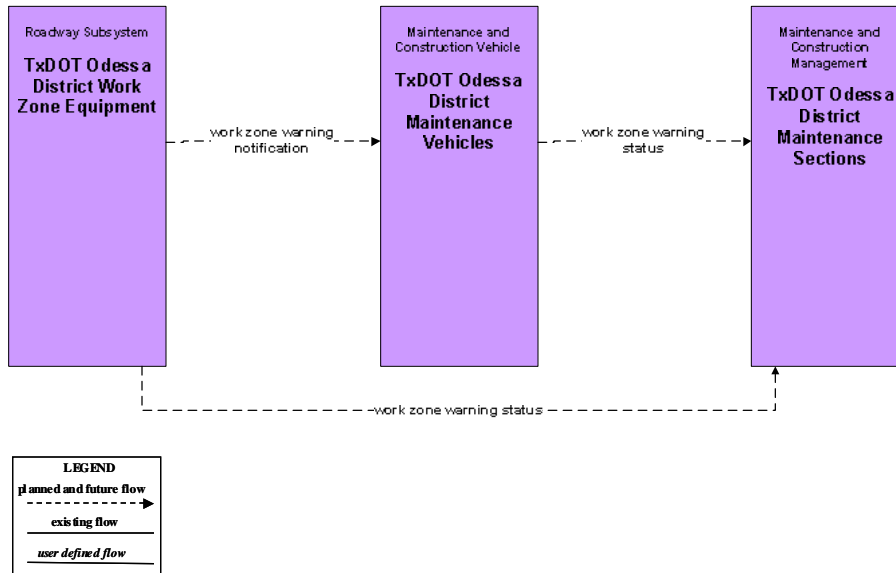 Roadway Subsystem
TxDOT Odessa
District Work
Zone Equipment
Maintenance and
Construction Vehicle
TxDOT Odessa
District
Maintenance
Vehicles
Maintenance and
Construction
Management
TxDOT Odessa
District
Maintenance
Sections
work zone warning
notification
work zone warning
status
work zone warning status
LEGEND
planned and future flow
existing flow
user defined flow